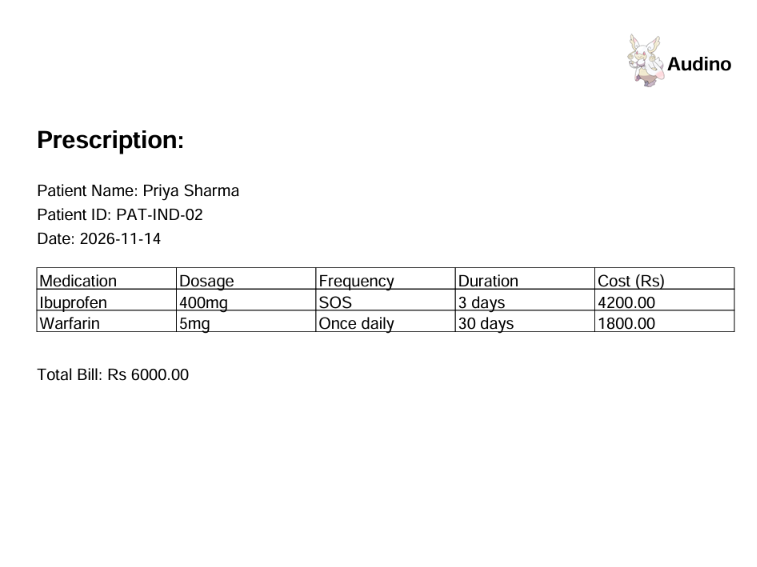 Audino
Prescription:
Patient Name: Priya Sharma
Patient ID: PAT-IND-02
Date: 2026-11-14
Medication Dosage Frequency Duration Cost (Rs)
Ibuprofen 400mg SOS 3 days 4200.00
Warfarin 5mg Once daily 30 days 1800.00
Total Bill: Rs 6000.00